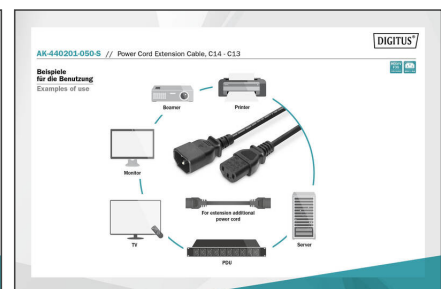 DIGITUS®
AK-440201-050-S // Power Cord Extension Cable, C14 - C13
Beispiele
für die Benutzung
Examples of use
Beamer
Printer
Monitor
For extension additional
power cord
TV
Server
PDU